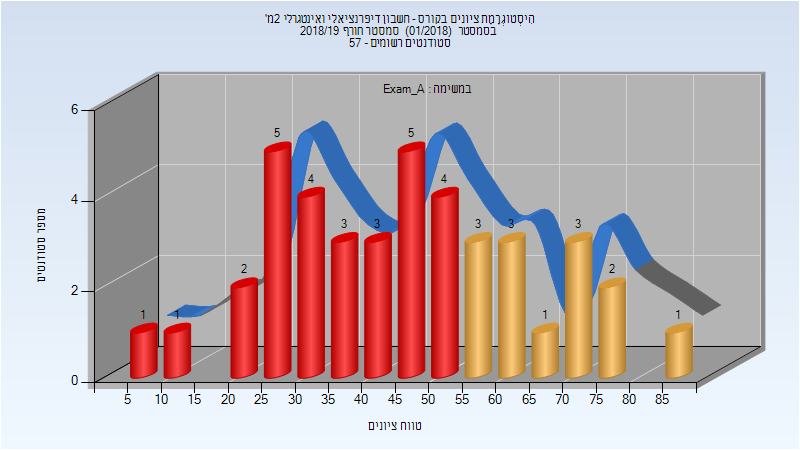 היסטוגרמת ציונים בקורס - חשבון דיפרנציאלי ואינטגרלי 2מ'
בסמסטר (01/2018) סמסטר חורף 2018/19
סטודנטים רשומים - 57
במשימה : Exam_A
מספר סטודנטים
6
4
2
0
1 1 2 5 4 3 3 5 4 3 3 1 3 2 1
5 10 15 20 25 30 35 40 45 50 55 60 65 70 75 80 85
טווח ציונים